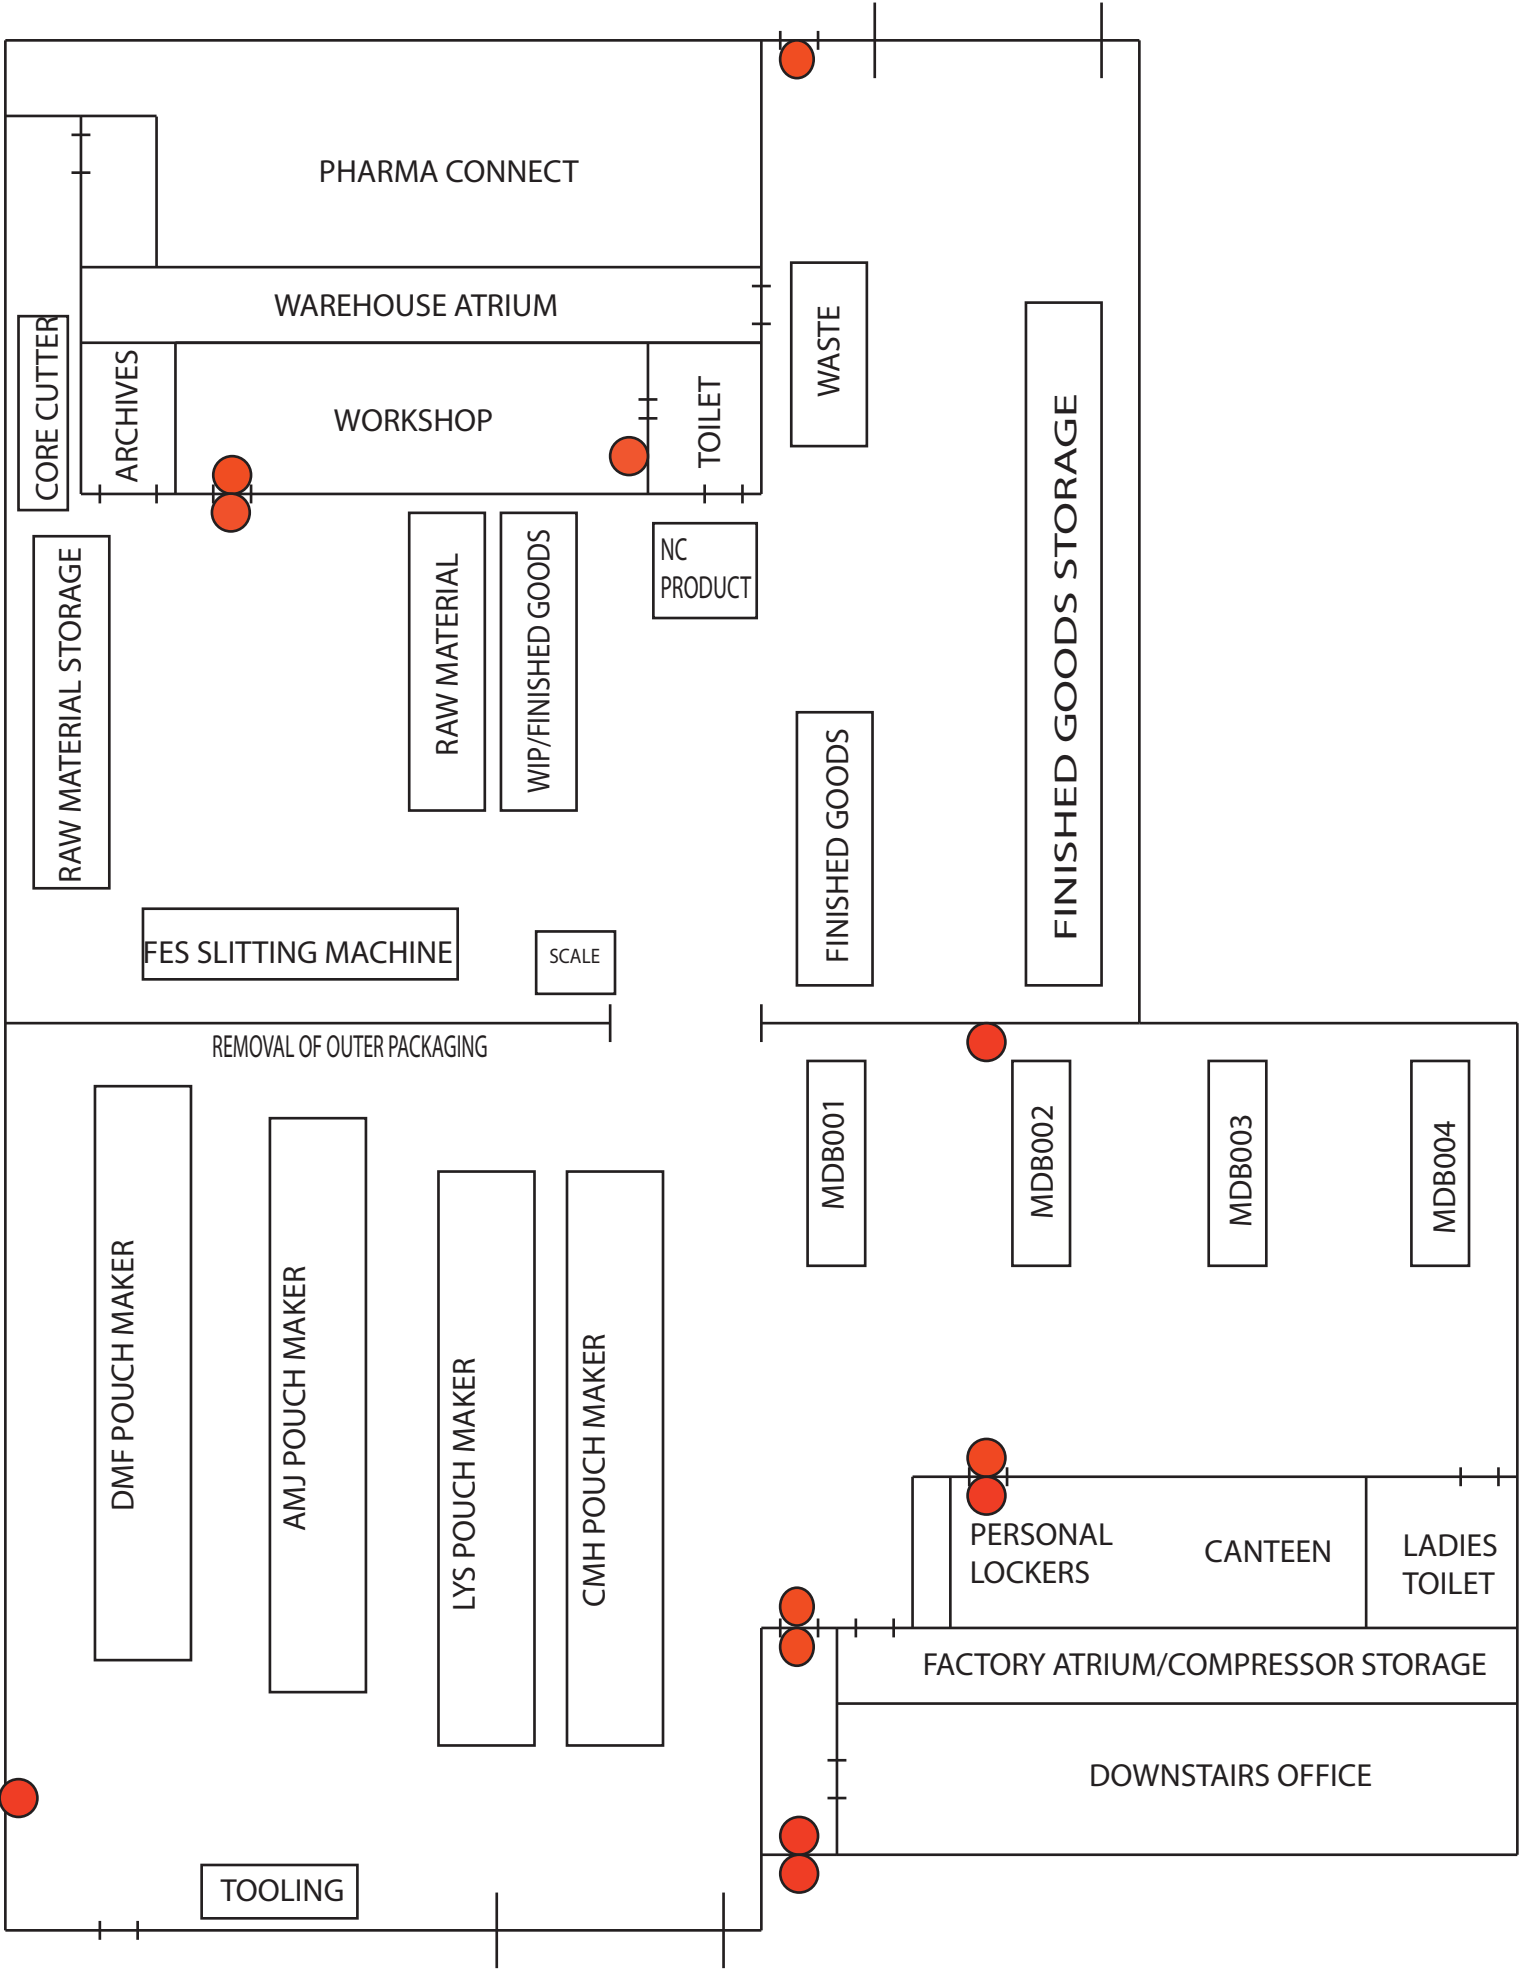 PHARMA CONNECT
WAREHOUSE ATRIUM
CORE CUTTER
ARCHIVES
WORKSHOP
TOILET
WASTE
FINISHED GOODS STORAGE
RAW MATERIAL STORAGE
RAW MATERIAL
WIP/FINISHED GOODS
NC
PRODUCT
FINISHED GOODS
FES SLITTING MACHINE
SCALE
REMOVAL OF OUTER PACKAGING
MDB001
MDB002
MDB003
MDB004
DMF POUCH MAKER
AMJ POUCH MAKER
LYS POUCH MAKER
CMH POUCH MAKER
PERSONAL
LOCKERS
CANTEEN
LADIES
TOILET
FACTORY ATRIUM/COMPRESSOR STORAGE
DOWNSTAIRS OFFICE
TOOLING